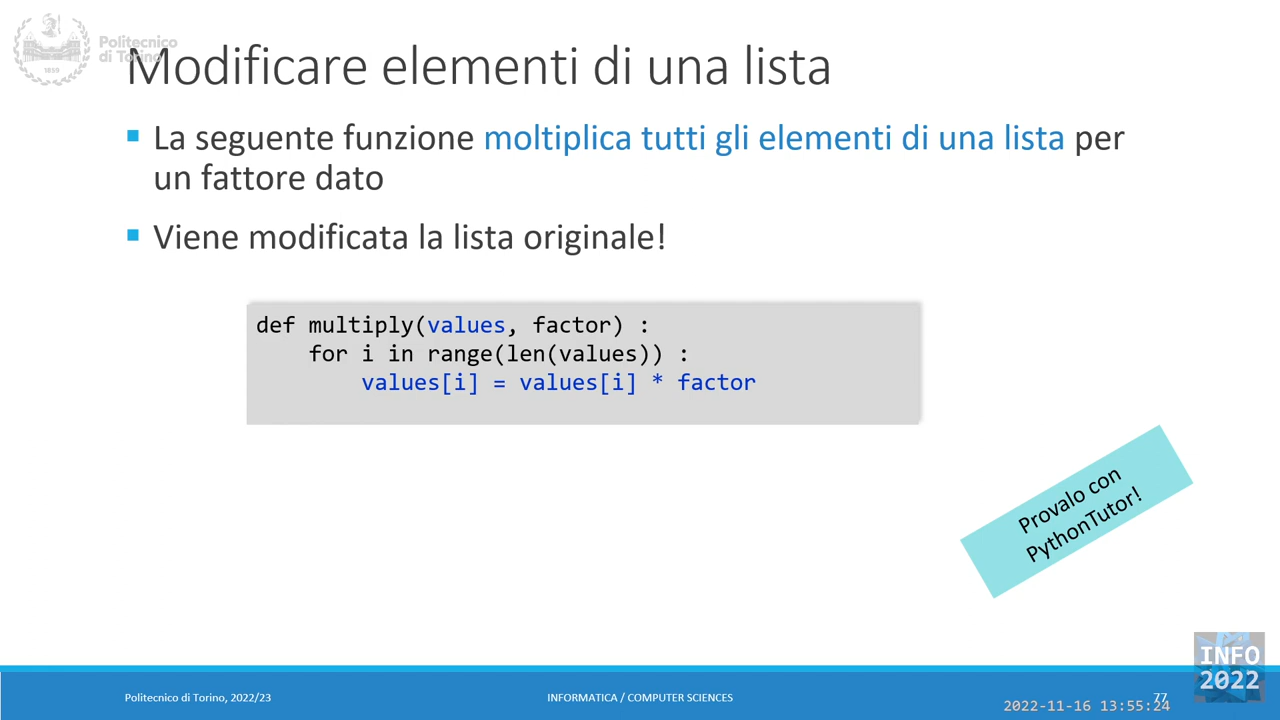 Politecnico
di Torino
1859
Modificare elementi di una lista
▪ La seguente funzione moltiplica tutti gli elementi di una lista per
un fattore dato
▪ Viene modificata la lista originale!
def multiply(values, factor) :
    for i in range(len(values)) :
        values[i] = values[i] * factor
Provalo con
PythonTutor!
INFO
2022
Politecnico di Torino, 2022/23
INFORMATICA / COMPUTER SCIENCES
77
2022-11-16 13:55:24